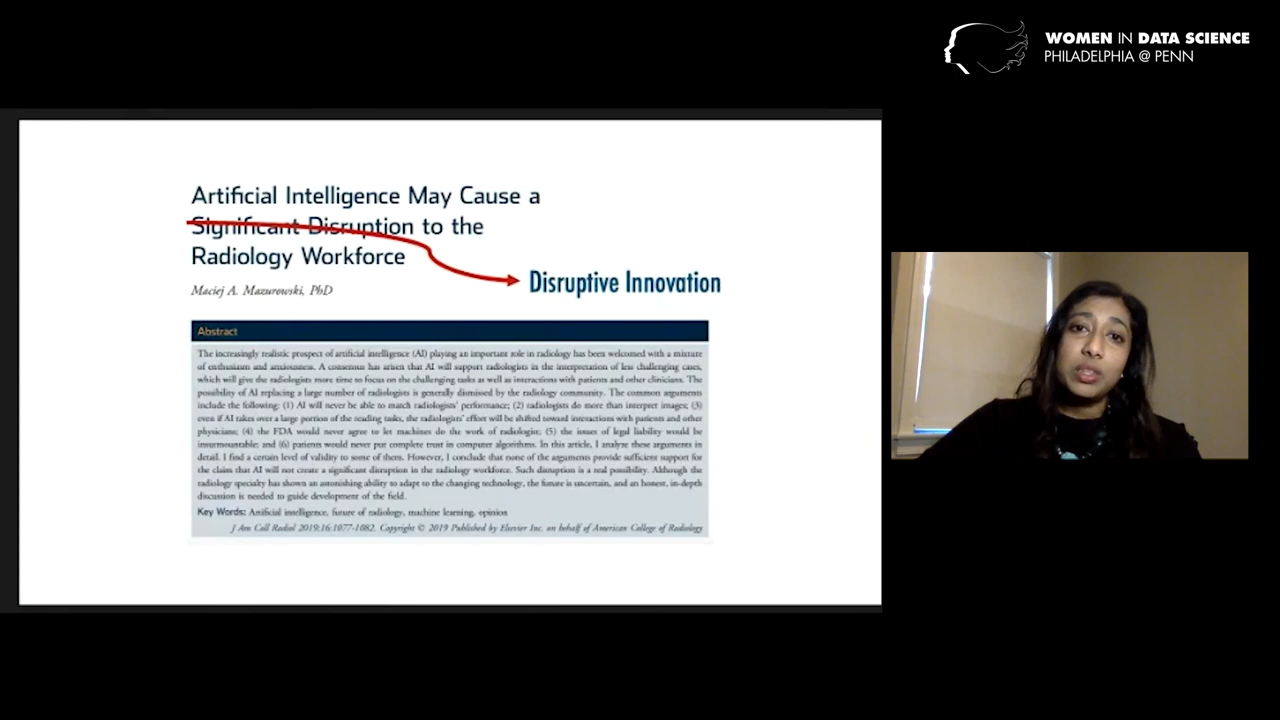 WOMEN IN DATA SCIENCE
PHILADELPHIA @ PENN
Artificial Intelligence May Cause a
Significant Disruption to the
Radiology Workforce
Disruptive Innovation
Maciej A. Mazurowski, PhD
Abstract
The increasingly realistic prospect of artificial intelligence (AI) playing an important role in radiology has been welcomed with a mixture
of enthusiasm and anxiousness. A consensus has arisen that AI will support radiologists in the interpretation of less challenging cases,
which will give the radiologists more time to focus on the challenging tasks as well as interactions with patients and other clinicians. The
possibility of AI replacing a large number of radiologists is generally dismissed by the radiology community. The common arguments
include the following: (1) AI will never be able to match radiologists' performance; (2) radiologists do more than interpret images; (3)
even if AI takes over a large portion of the reading tasks, the radiologists' effort will be shifted toward interactions with patients and other
physicians; (4) the FDA would never agree to let machines do the work of radiologist; (5) the issues of legal liability would be
insurmountable; and (6) patients would never put complete trust in computer algorithms. In this article, I analyze these arguments in
detail. I find a certain level of validity to some of them. However, I conclude that none of the arguments provide sufficient support for
the claim that AI will not create a significant disruption in the radiology workforce. Such disruption is a real possibility. Although the
radiology specialty has shown an astonishing ability to adapt to the changing technology, the future is uncertain, and an honest, in-depth
discussion is needed to guide development of the field.
Key Words: Artificial intelligence, future of radiology, machine learning, opinion
J Am Coll Radiol 2019;16:1077-1082. Copyright © 2019 Published by Elsevier Inc. on behalf of American College of Radiology